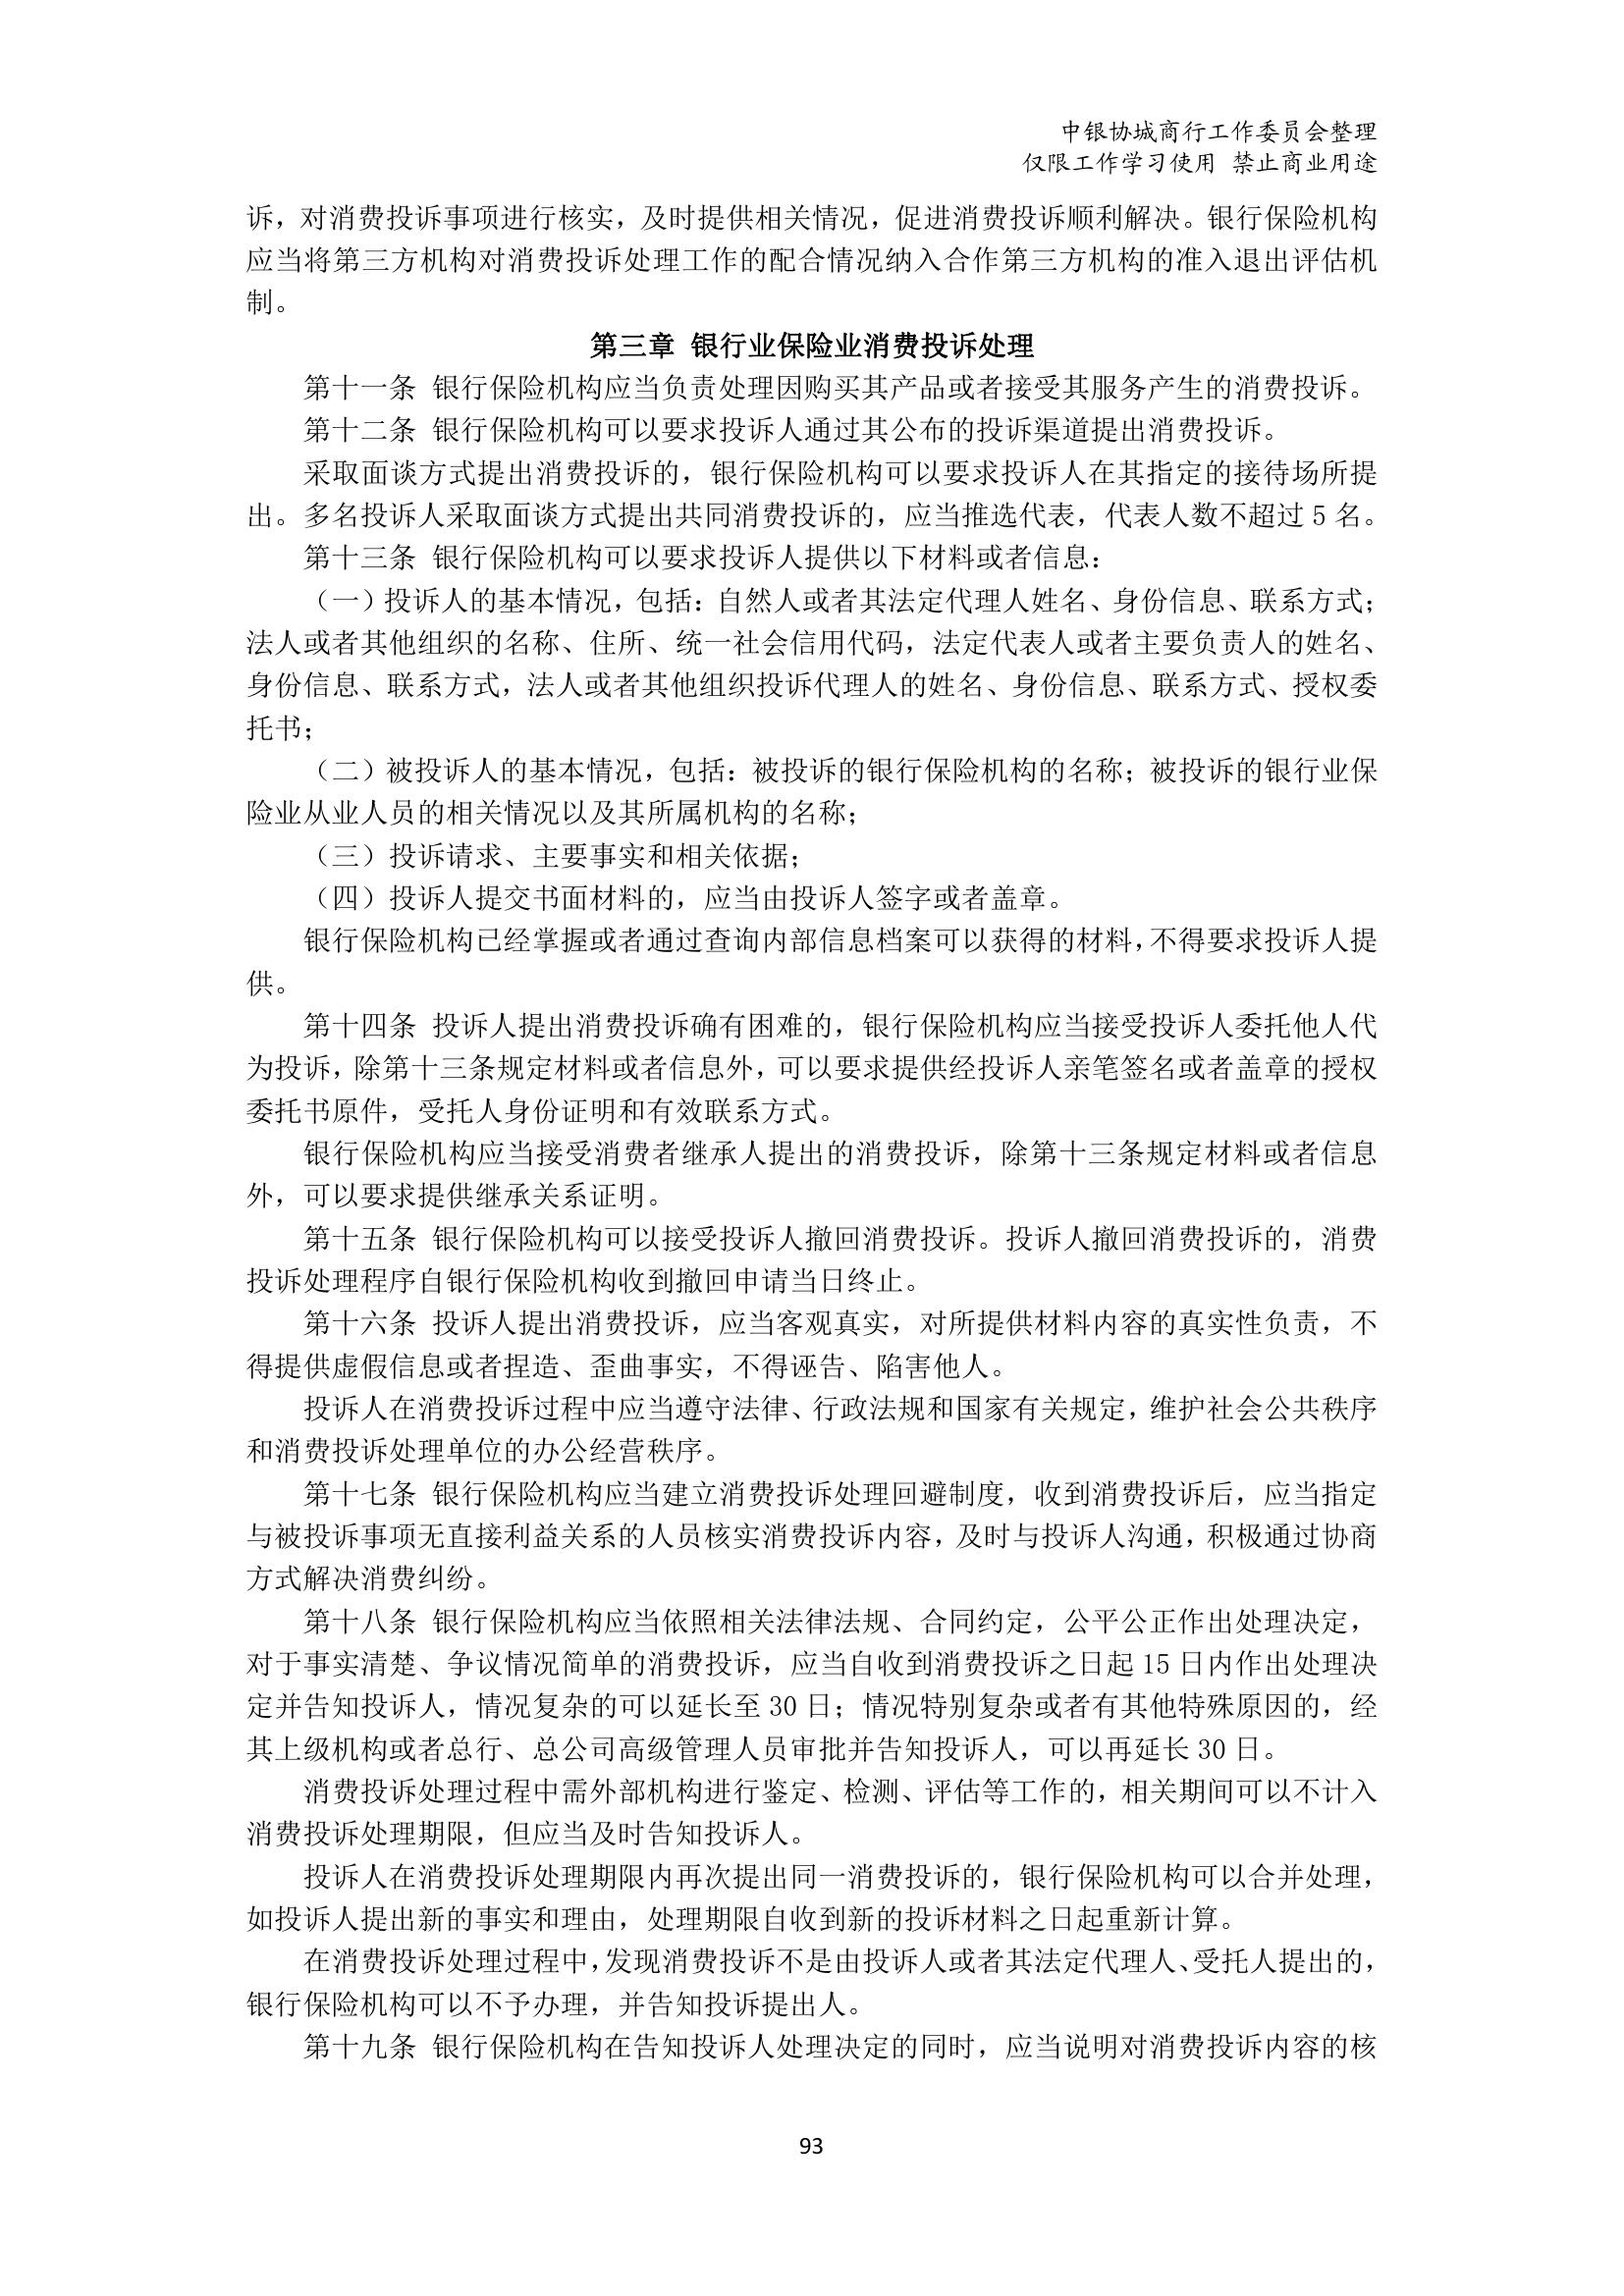 中银协城商行工作委员会整理
仅限工作学习使用 禁止商业用途
诉，对消费投诉事项进行核实，及时提供相关情况，促进消费投诉顺利解决。银行保险机构
应当将第三方机构对消费投诉处理工作的配合情况纳入合作第三方机构的准入退出评估机
制。
第三章 银行业保险业消费投诉处理
第十一条 银行保险机构应当负责处理因购买其产品或者接受其服务产生的消费投诉。
第十二条 银行保险机构可以要求投诉人通过其公布的投诉渠道提出消费投诉。
采取面谈方式提出消费投诉的，银行保险机构可以要求投诉人在其指定的接待场所提
出。多名投诉人采取面谈方式提出共同消费投诉的，应当推选代表，代表人数不超过 5 名。
第十三条 银行保险机构可以要求投诉人提供以下材料或者信息：
（一）投诉人的基本情况，包括：自然人或者其法定代理人姓名、身份信息、联系方式；
法人或者其他组织的名称、住所、统一社会信用代码，法定代表人或者主要负责人的姓名、
身份信息、联系方式，法人或者其他组织投诉代理人的姓名、身份信息、联系方式、授权委
托书；
（二）被投诉人的基本情况，包括：被投诉的银行保险机构的名称；被投诉的银行业保
险业从业人员的相关情况以及其所属机构的名称；
（三）投诉请求、主要事实和相关依据；
（四）投诉人提交书面材料的，应当由投诉人签字或者盖章。
银行保险机构已经掌握或者通过查询内部信息档案可以获得的材料，不得要求投诉人提
供。
第十四条 投诉人提出消费投诉确有困难的，银行保险机构应当接受投诉人委托他人代
为投诉，除第十三条规定材料或者信息外，可以要求提供经投诉人亲笔签名或者盖章的授权
委托书原件，受托人身份证明和有效联系方式。
银行保险机构应当接受消费者继承人提出的消费投诉，除第十三条规定材料或者信息
外，可以要求提供继承关系证明。
第十五条 银行保险机构可以接受投诉人撤回消费投诉。投诉人撤回消费投诉的，消费
投诉处理程序自银行保险机构收到撤回申请当日终止。
第十六条 投诉人提出消费投诉，应当客观真实，对所提供材料内容的真实性负责，不
得提供虚假信息或者捏造、歪曲事实，不得诬告、陷害他人。
投诉人在消费投诉过程中应当遵守法律、行政法规和国家有关规定，维护社会公共秩序
和消费投诉处理单位的办公经营秩序。
第十七条 银行保险机构应当建立消费投诉处理回避制度，收到消费投诉后，应当指定
与被投诉事项无直接利益关系的人员核实消费投诉内容，及时与投诉人沟通，积极通过协商
方式解决消费纠纷。
第十八条 银行保险机构应当依照相关法律法规、合同约定，公平公正作出处理决定，
对于事实清楚、争议情况简单的消费投诉，应当自收到消费投诉之日起 15 日内作出处理决
定并告知投诉人，情况复杂的可以延长至 30 日；情况特别复杂或者有其他特殊原因的，经
其上级机构或者总行、总公司高级管理人员审批并告知投诉人，可以再延长 30 日。
消费投诉处理过程中需外部机构进行鉴定、检测、评估等工作的，相关期间可以不计入
消费投诉处理期限，但应当及时告知投诉人。
投诉人在消费投诉处理期限内再次提出同一消费投诉的，银行保险机构可以合并处理，
如投诉人提出新的事实和理由，处理期限自收到新的投诉材料之日起重新计算。
在消费投诉处理过程中，发现消费投诉不是由投诉人或者其法定代理人、受托人提出的，
银行保险机构可以不予办理，并告知投诉提出人。
第十九条 银行保险机构在告知投诉人处理决定的同时，应当说明对消费投诉内容的核
93